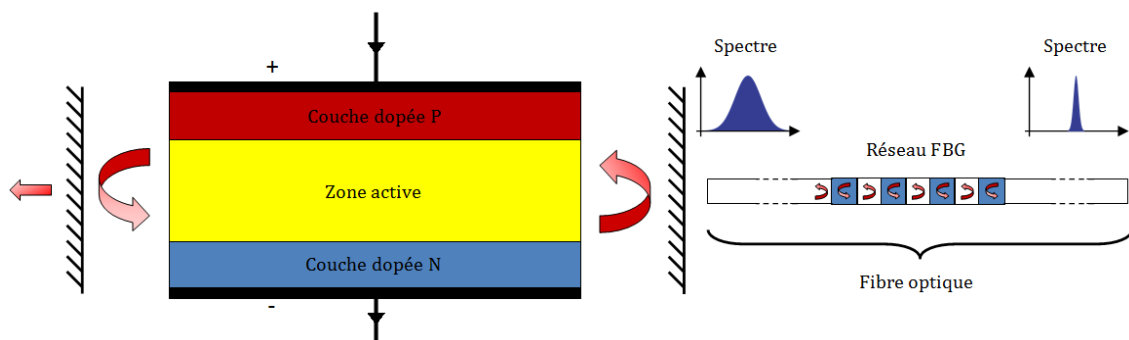 +
Couche dopée P
Zone active
Couche dopée N
-
Spectre
Spectre
Réseau FBG
Fibre optique